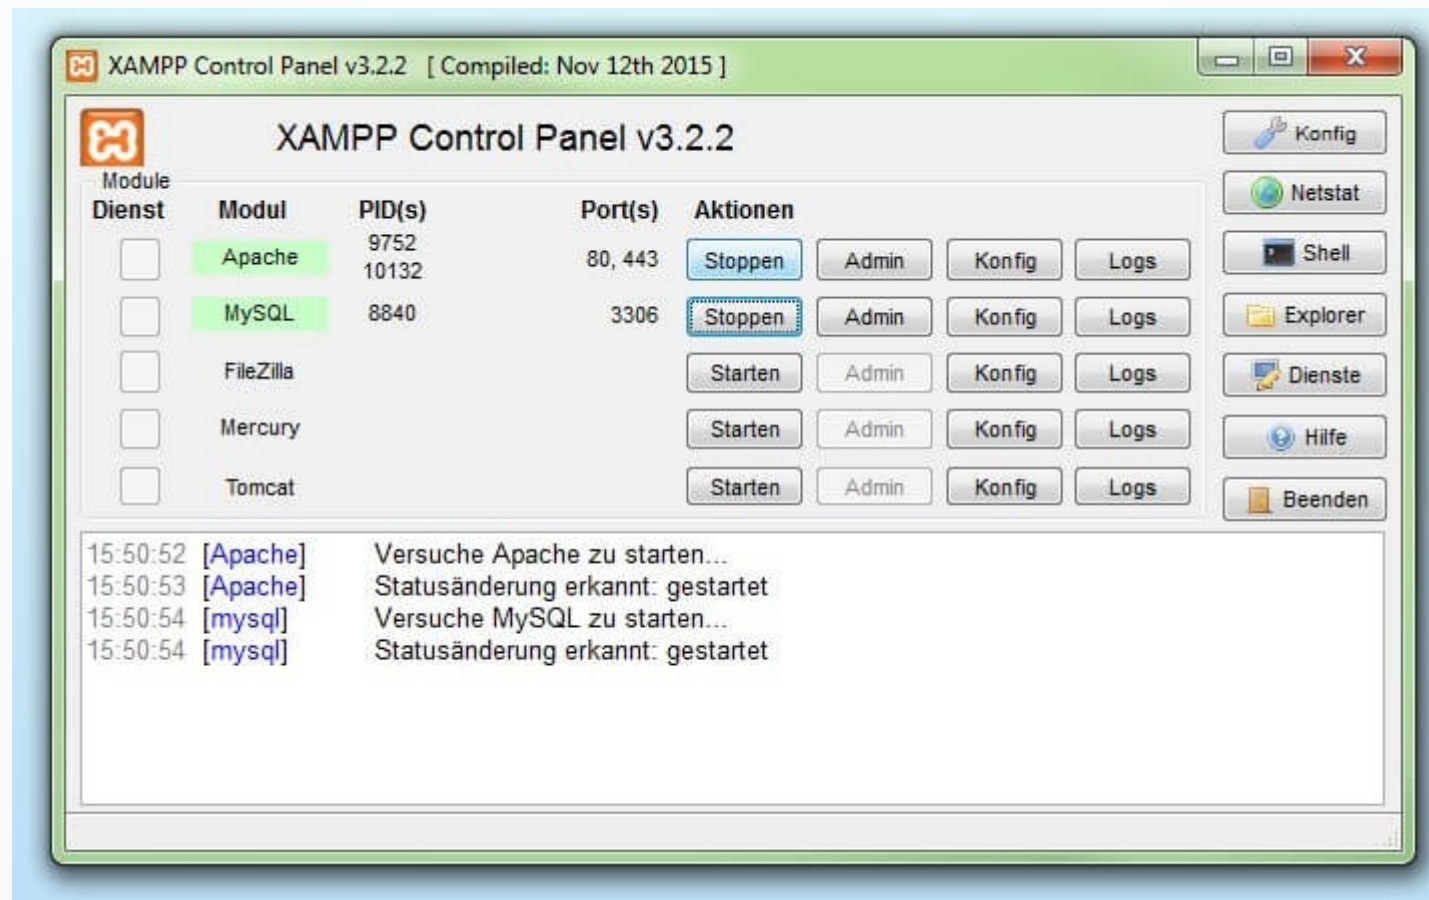 XAMPP Control Panel v3.2.2 [ Compiled: Nov 12th 2015 ]
XAMPP Control Panel v3.2.2
Konfig
Module
Dienst Modul PID(s) Port(s) Aktionen
Netstat
Apache 9752 10132 80, 443 Stoppen Admin Konfig Logs
Shell
MySQL 8840 3306 Stoppen Admin Konfig Logs
Explorer
FileZilla Starten Admin Konfig Logs
Dienste
Mercury Starten Admin Konfig Logs
Hilfe
Tomcat Starten Admin Konfig Logs
Beenden
15:50:52 [Apache] Versuche Apache zu starten...
15:50:53 [Apache] Statusänderung erkannt: gestartet
15:50:54 [mysql] Versuche MySQL zu starten...
15:50:54 [mysql] Statusänderung erkannt: gestartet